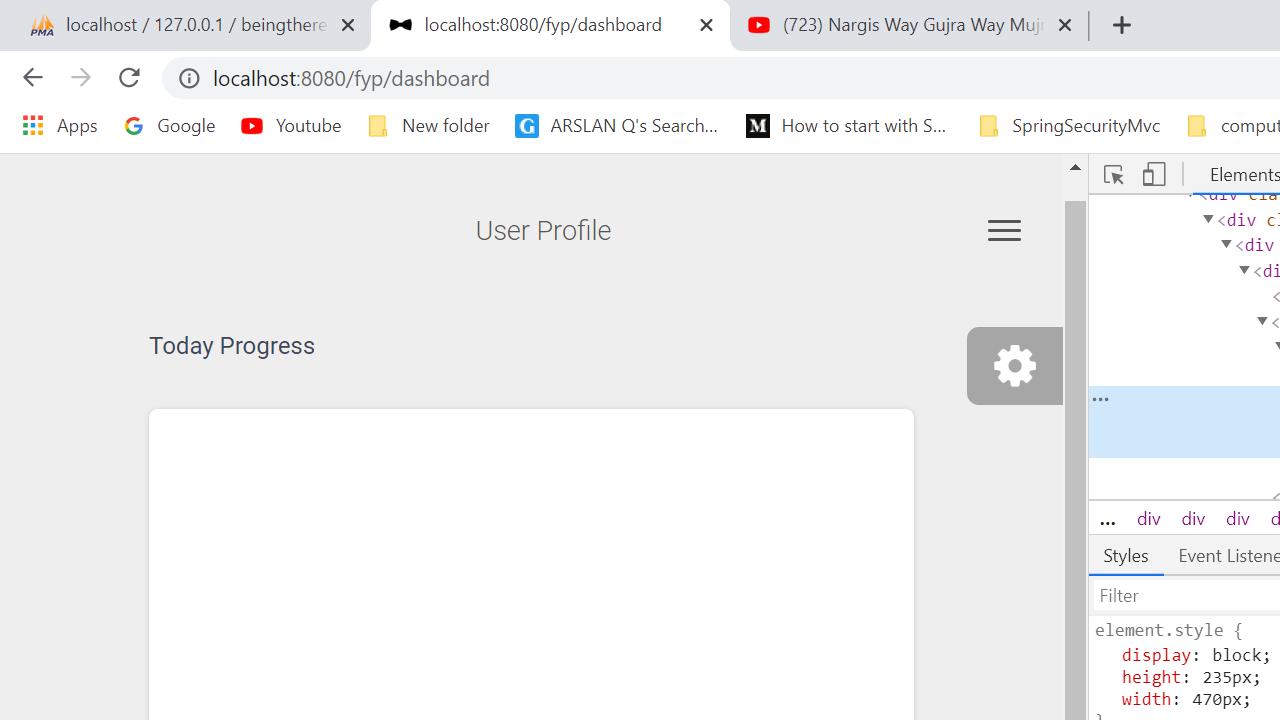 localhost / 127.0.0.1 / beingthere
localhost:8080/fyp/dashboard
(723) Nargis Way Gujra Way Muj
localhost:8080/fyp/dashboard
Apps Google Youtube New folder ARSLAN Q's Search... How to start with S... SpringSecurityMvc comput
Elements
<div cla
User Profile
<div cl
<div
<di
<
<
Today Progress
...
<
... div div div d
Styles Event Listene
Filter
element.style {
display: block;
height: 235px;
width: 470px;
}